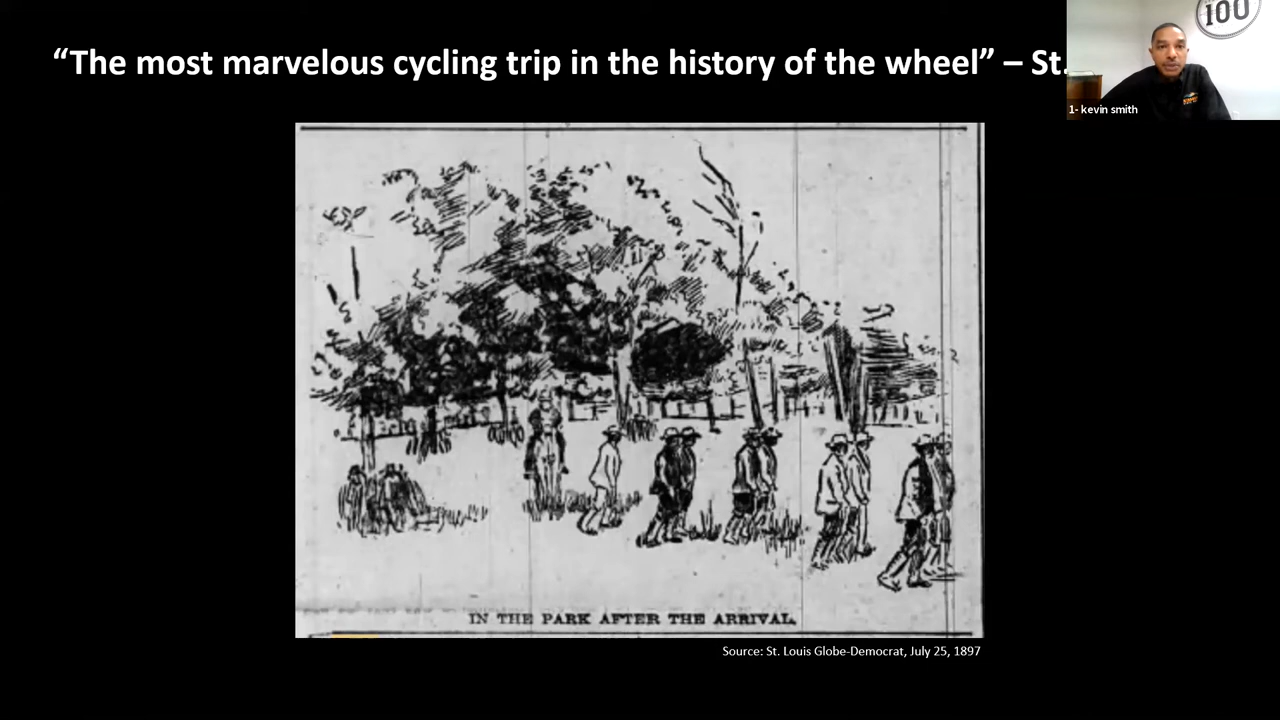 “The most marvelous cycling trip in the history of the wheel” – St.
100
1- kevin smith
IN THE PARK AFTER THE ARRIVAL.
Source: St. Louis Globe-Democrat, July 25, 1897